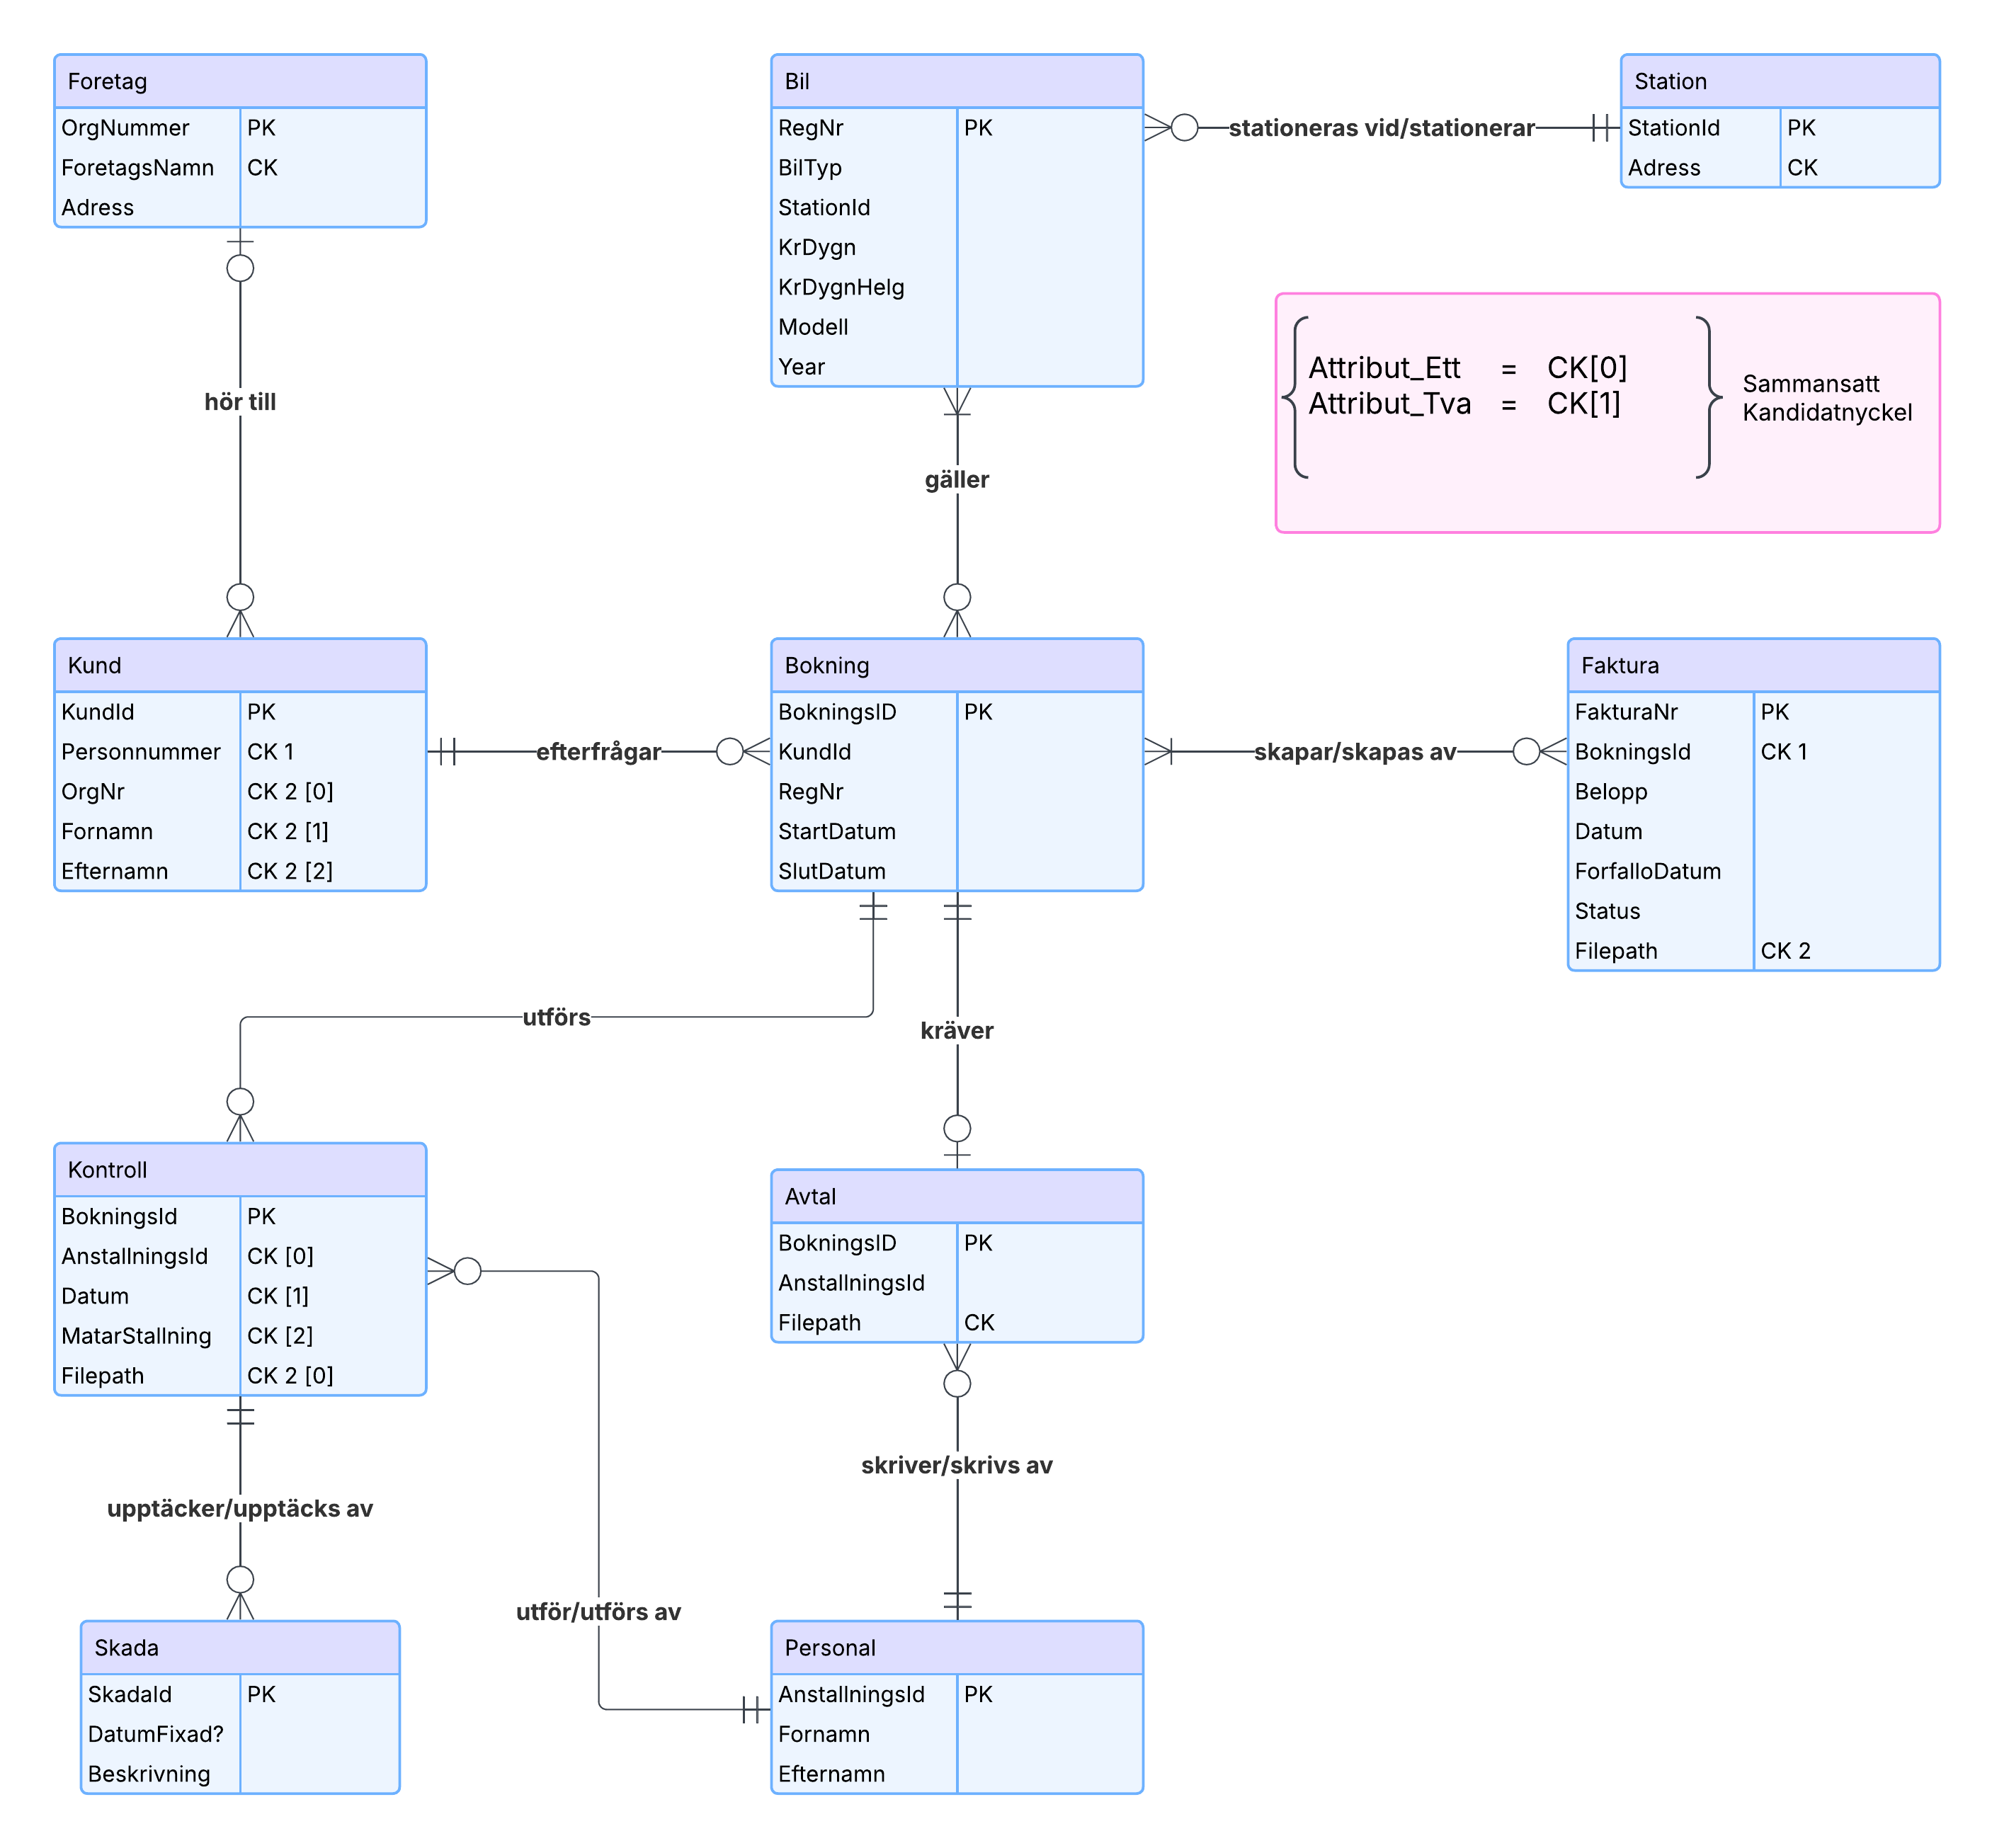 Foretag
OrgNummer PK
ForetagsNamn CK
Adress
Bil
RegNr PK
BilTyp
StationId
KrDygn
KrDygnHelg
Modell
Year
stationeras vid/stationerar
Station
StationId PK
Adress CK
Attribut_Ett = CK[0]
Attribut_Tva = CK[1]
Sammansatt
Kandidatnyckel
hör till
gäller
Kund
KundId PK
Personnummer CK 1
OrgNr CK 2 [0]
Fornamn CK 2 [1]
Efternamn CK 2 [2]
efterfrågar
Bokning
BokningsID PK
KundId
RegNr
StartDatum
SlutDatum
skapar/skapas av
Faktura
FakturaNr PK
BokningsId CK 1
Belopp
Datum
ForfalloDatum
Status
Filepath CK 2
utförs
kräver
Kontroll
BokningsId PK
AnstallningsId CK [0]
Datum CK [1]
MatarStallning CK [2]
Filepath CK 2 [0]
Avtal
BokningsID PK
AnstallningsId
Filepath CK
skriver/skrivs av
upptäcker/upptäcks av
utför/utförs av
Skada
SkadaId PK
DatumFixad?
Beskrivning
Personal
AnstallningsId PK
Fornamn
Efternamn